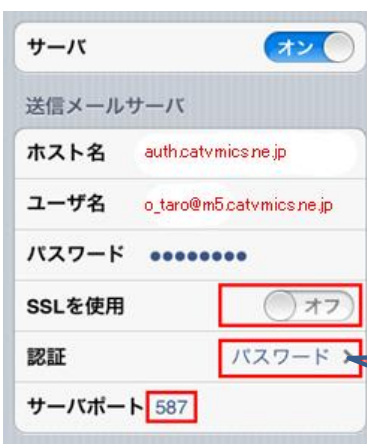 サーバ オン
送信メールサーバ
ホスト名 auth.catvmics.ne.jp
ユーザ名 o_taro@m5.catvmics.ne.jp
パスワード ●●●●●●●●
SSLを使用 オフ
認証 パスワード >
サーバポート 587